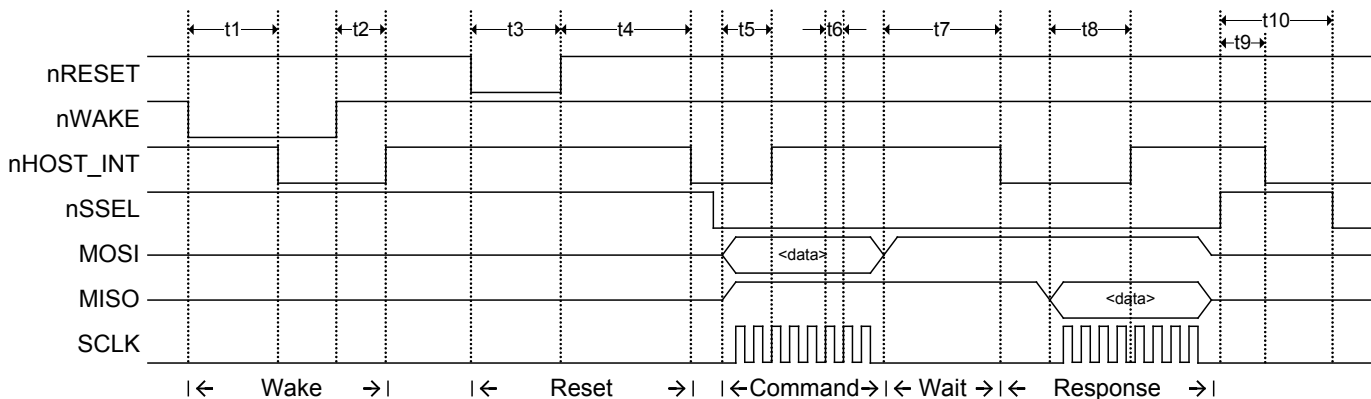 t1 t2 t3 t4 t5 t6 t7 t8 t10
t9
nRESET
nWAKE
nHOST_INT
nSSEL
MOSI <data>
MISO <data>
SCLK
|← Wake →| |← Reset →| |←Command→|← Wait →|← Response →|